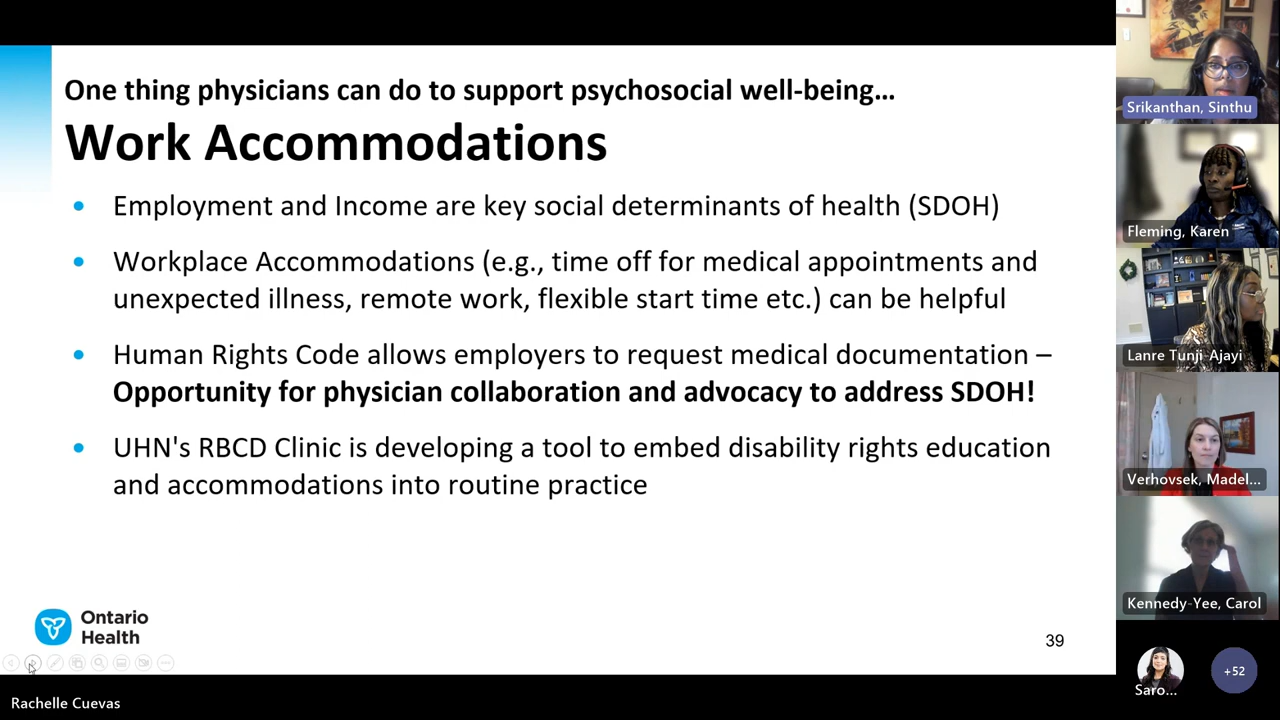 One thing physicians can do to support psychosocial well-being…
Work Accommodations
• Employment and Income are key social determinants of health (SDOH)
• Workplace Accommodations (e.g., time off for medical appointments and
unexpected illness, remote work, flexible start time etc.) can be helpful
• Human Rights Code allows employers to request medical documentation –
Opportunity for physician collaboration and advocacy to address SDOH!
• UHN's RBCD Clinic is developing a tool to embed disability rights education
and accommodations into routine practice
Ontario
Health
39
Rachelle Cuevas
Srikanthan, Sinthu
Fleming, Karen
Lanre Tunji-Ajayi
Verhovsek, Madel...
Kennedy-Yee, Carol
Saro...
+52